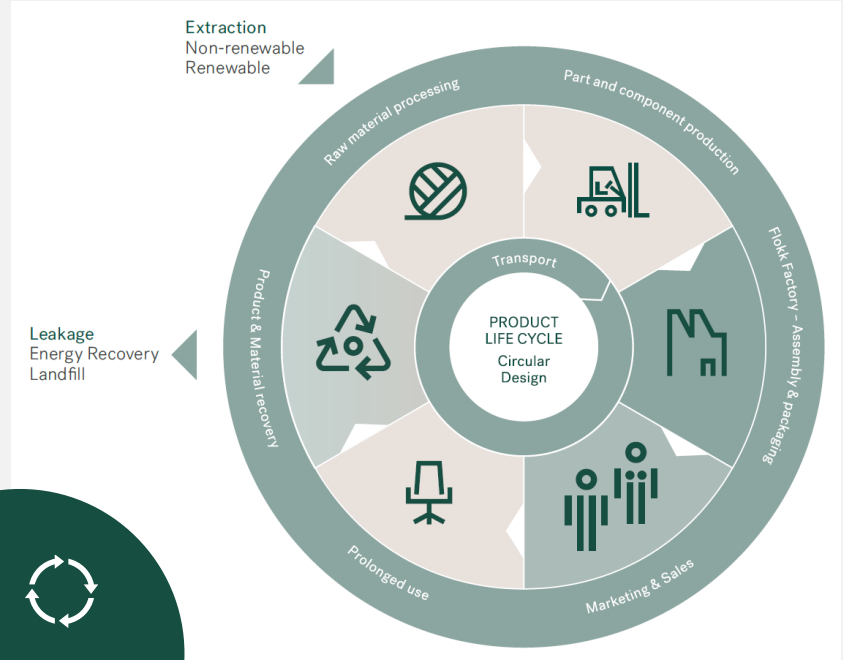 Extraction
Non-renewable
Renewable
Raw material processing
Part and component production
Flokk Factory – Assembly & packaging
Transport
PRODUCT
LIFE CYCLE
Circular
Design
Leakage
Energy Recovery
Landfill
Product & Material recovery
Prolonged use
Marketing & Sales